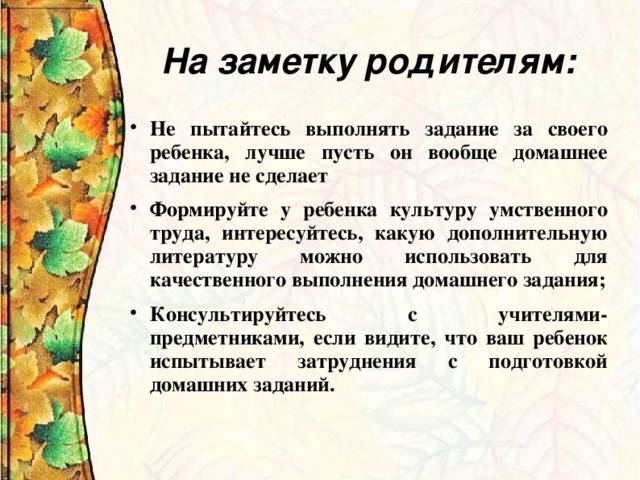 На заметку родителям:
• Не пытайтесь выполнять задание за своего
ребенка, лучше пусть он вообще домашнее
задание не сделает
• Формируйте у ребенка культуру умственного
труда, интересуйтесь, какую дополнительную
литературу можно использовать для
качественного выполнения домашнего задания;
• Консультируйтесь с учителями-
предметниками, если видите, что ваш ребенок
испытывает затруднения с подготовкой
домашних заданий.